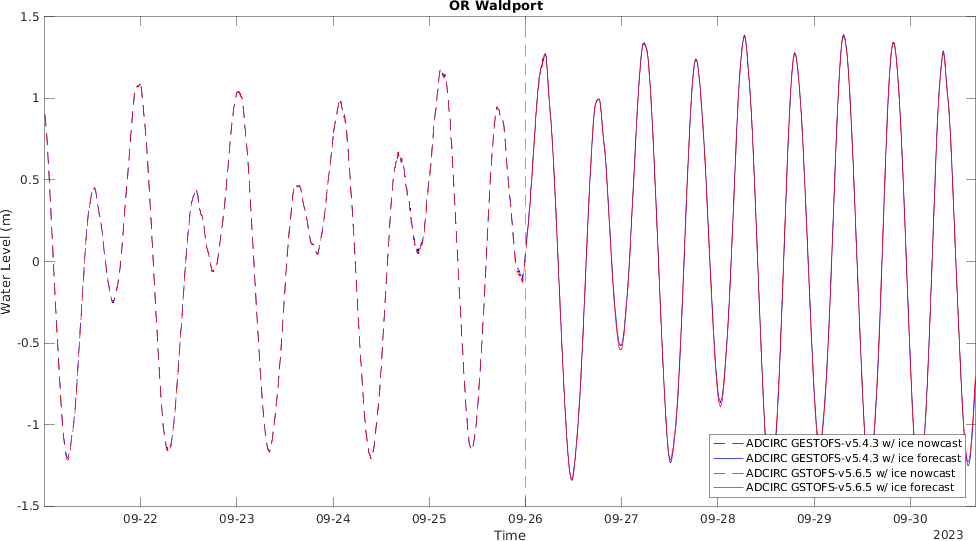 OR Waldport
1.5
1
0.5
0
-0.5
-1
-1.5
Water Level (m)
ADCIRC GESTOFS-v5.4.3 w/ ice nowcast
ADCIRC GESTOFS-v5.4.3 w/ ice forecast
ADCIRC GSTOFS-v5.6.5 w/ ice nowcast
ADCIRC GSTOFS-v5.6.5 w/ ice forecast
09-22 09-23 09-24 09-25 09-26 09-27 09-28 09-29 09-30
Time
2023